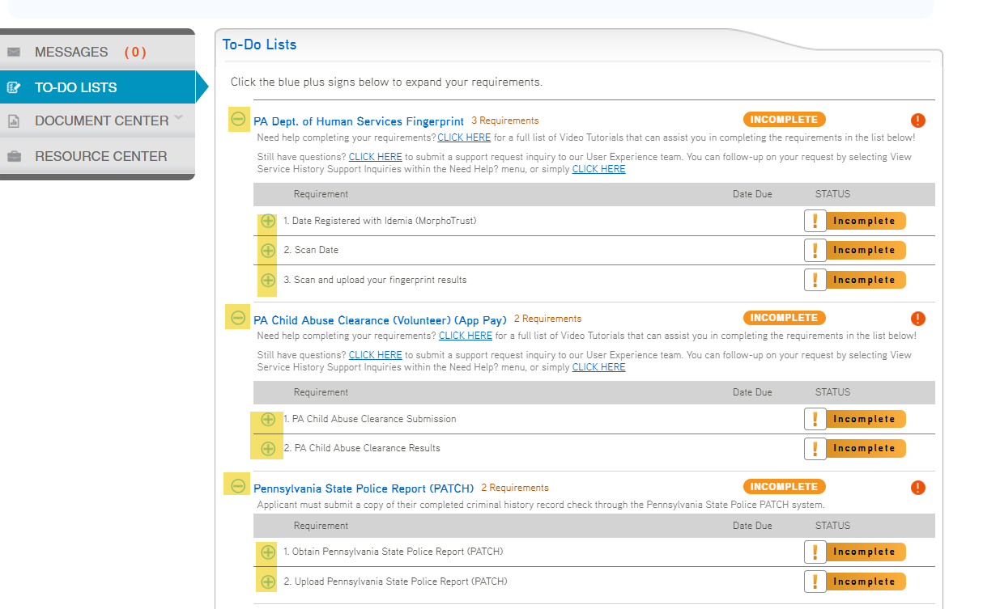 MESSAGES (0)
TO-DO LISTS
DOCUMENT CENTER
RESOURCE CENTER
To-Do Lists
Click the blue plus signs below to expand your requirements.
PA Dept. of Human Services Fingerprint 3 Requirements INCOMPLETE
Need help completing your requirements? CLICK HERE for a full list of Video Tutorials that can assist you in completing the requirements in the list below!
Still have questions? CLICK HERE to submit a support request inquiry to our User Experience team. You can follow-up on your request by selecting View
Service History Support Inquiries within the Need Help? menu, or simply CLICK HERE
Requirement Date Due STATUS
1. Date Registered with Idemia (MorphoTrust) Incomplete
2. Scan Date Incomplete
3. Scan and upload your fingerprint results Incomplete
PA Child Abuse Clearance (Volunteer) (App Pay) 2 Requirements INCOMPLETE
Need help completing your requirements? CLICK HERE for a full list of Video Tutorials that can assist you in completing the requirements in the list below!
Still have questions? CLICK HERE to submit a support request inquiry to our User Experience team. You can follow-up on your request by selecting View
Service History Support Inquiries within the Need Help? menu, or simply CLICK HERE
Requirement Date Due STATUS
1. PA Child Abuse Clearance Submission Incomplete
2. PA Child Abuse Clearance Results Incomplete
Pennsylvania State Police Report (PATCH) 2 Requirements INCOMPLETE
Applicant must submit a copy of their completed criminal history record check through the Pennsylvania State Police PATCH system.
Requirement Date Due STATUS
1. Obtain Pennsylvania State Police Report (PATCH) Incomplete
2. Upload Pennsylvania State Police Report (PATCH) Incomplete